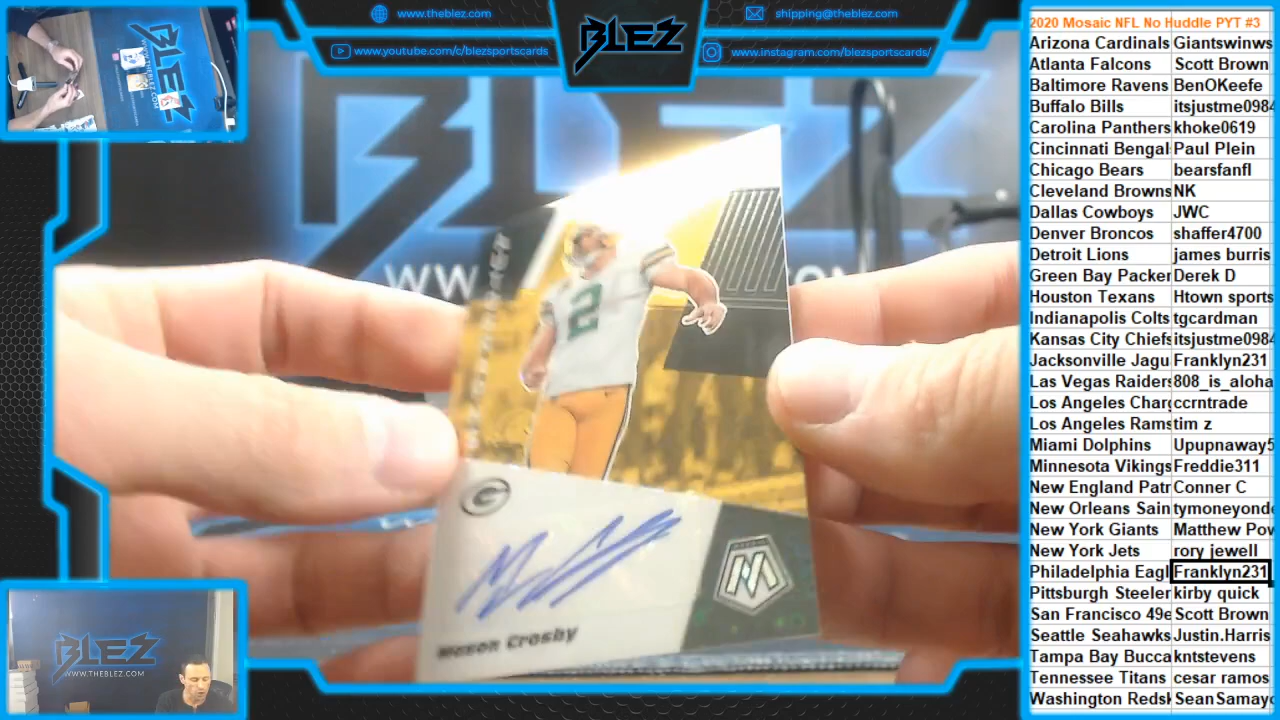 www.theblez.com
shipping@theblez.com
www.youtube.com/c/blezsportscards
www.instagram.com/blezsportscards/
BLEZ
BLEZ
WWW.THEBLEZ.COM
2
G
M
Mason Crosby
BLEZ
WWW.THEBLEZ.COM
2020 Mosaic NFL No Huddle PYT #3
Arizona Cardinals Giantswinws
Atlanta Falcons Scott Brown
Baltimore Ravens BenOKeefe
Buffalo Bills itsjustme0984
Carolina Panthers khoke0619
Cincinnati Bengal Paul Plein
Chicago Bears bearsfanfl
Cleveland Browns NK
Dallas Cowboys JWC
Denver Broncos shaffer4700
Detroit Lions james burris
Green Bay Packer Derek D
Houston Texans Htown sports
Indianapolis Colts tgcardman
Kansas City Chiefs itsjustme0984
Jacksonville Jagu Franklyn231
Las Vegas Raiders 808_is_aloha
Los Angeles Charg ccrntrade
Los Angeles Rams tim z
Miami Dolphins Upupnaway5
Minnesota Vikings Freddie311
New England Patr Conner C
New Orleans Sain tymoneyond
New York Giants Matthew Pov
New York Jets rory jewell
Philadelphia Eagl Franklyn231
Pittsburgh Steeler kirby quick
San Francisco 49e Scott Brown
Seattle Seahawks Justin.Harris
Tampa Bay Bucca kntstevens
Tennessee Titans cesar ramos
Washington Redsk SeanSamayo